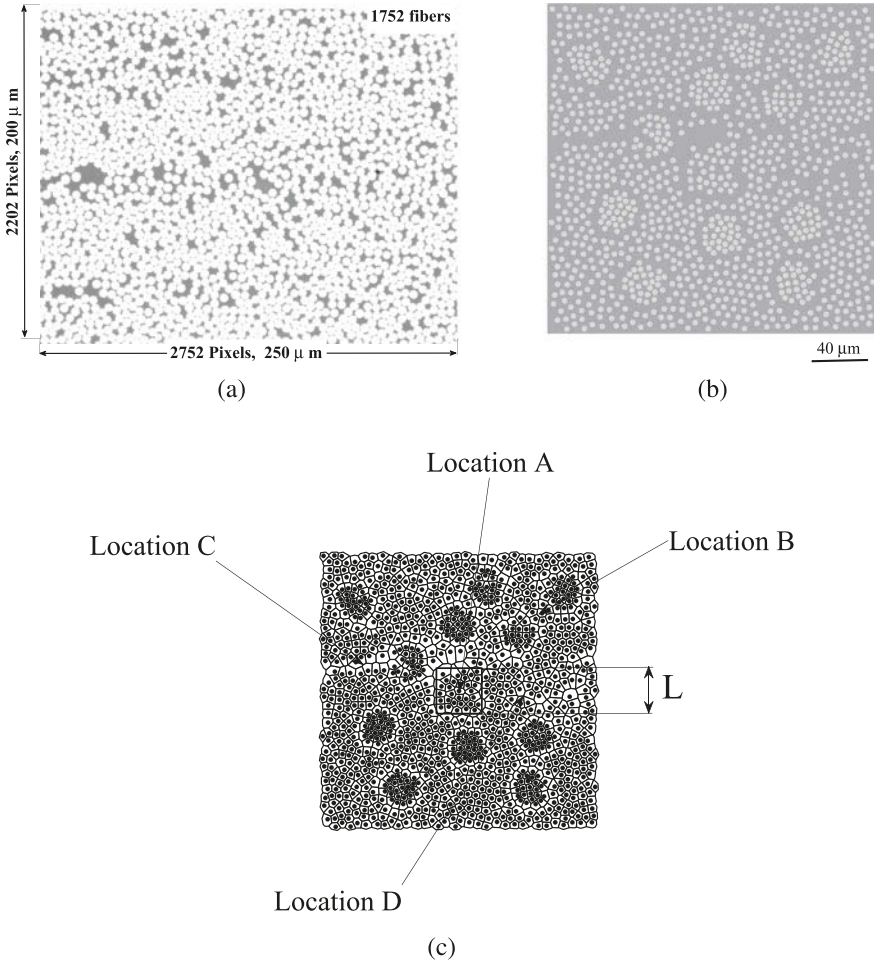 1752 fibers
2202 Pixels, 200 μ m
2752 Pixels, 250 μ m
40 μm
(a)
(b)
Location A
Location C
Location B
L
Location D
(c)